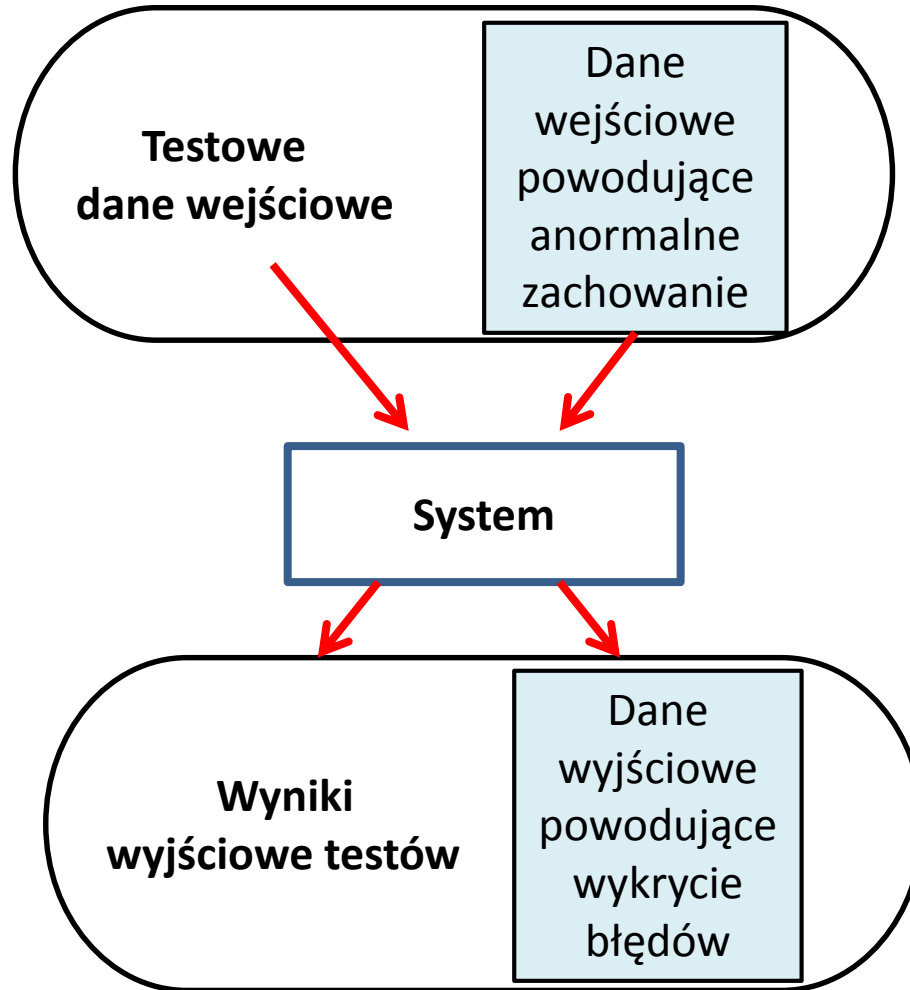 Testowe
dane wejściowe
Dane
wejściowe
powodujące
anormalne
zachowanie
System
Wyniki
wyjściowe testów
Dane
wyjściowe
powodujące
wykrycie
błędów